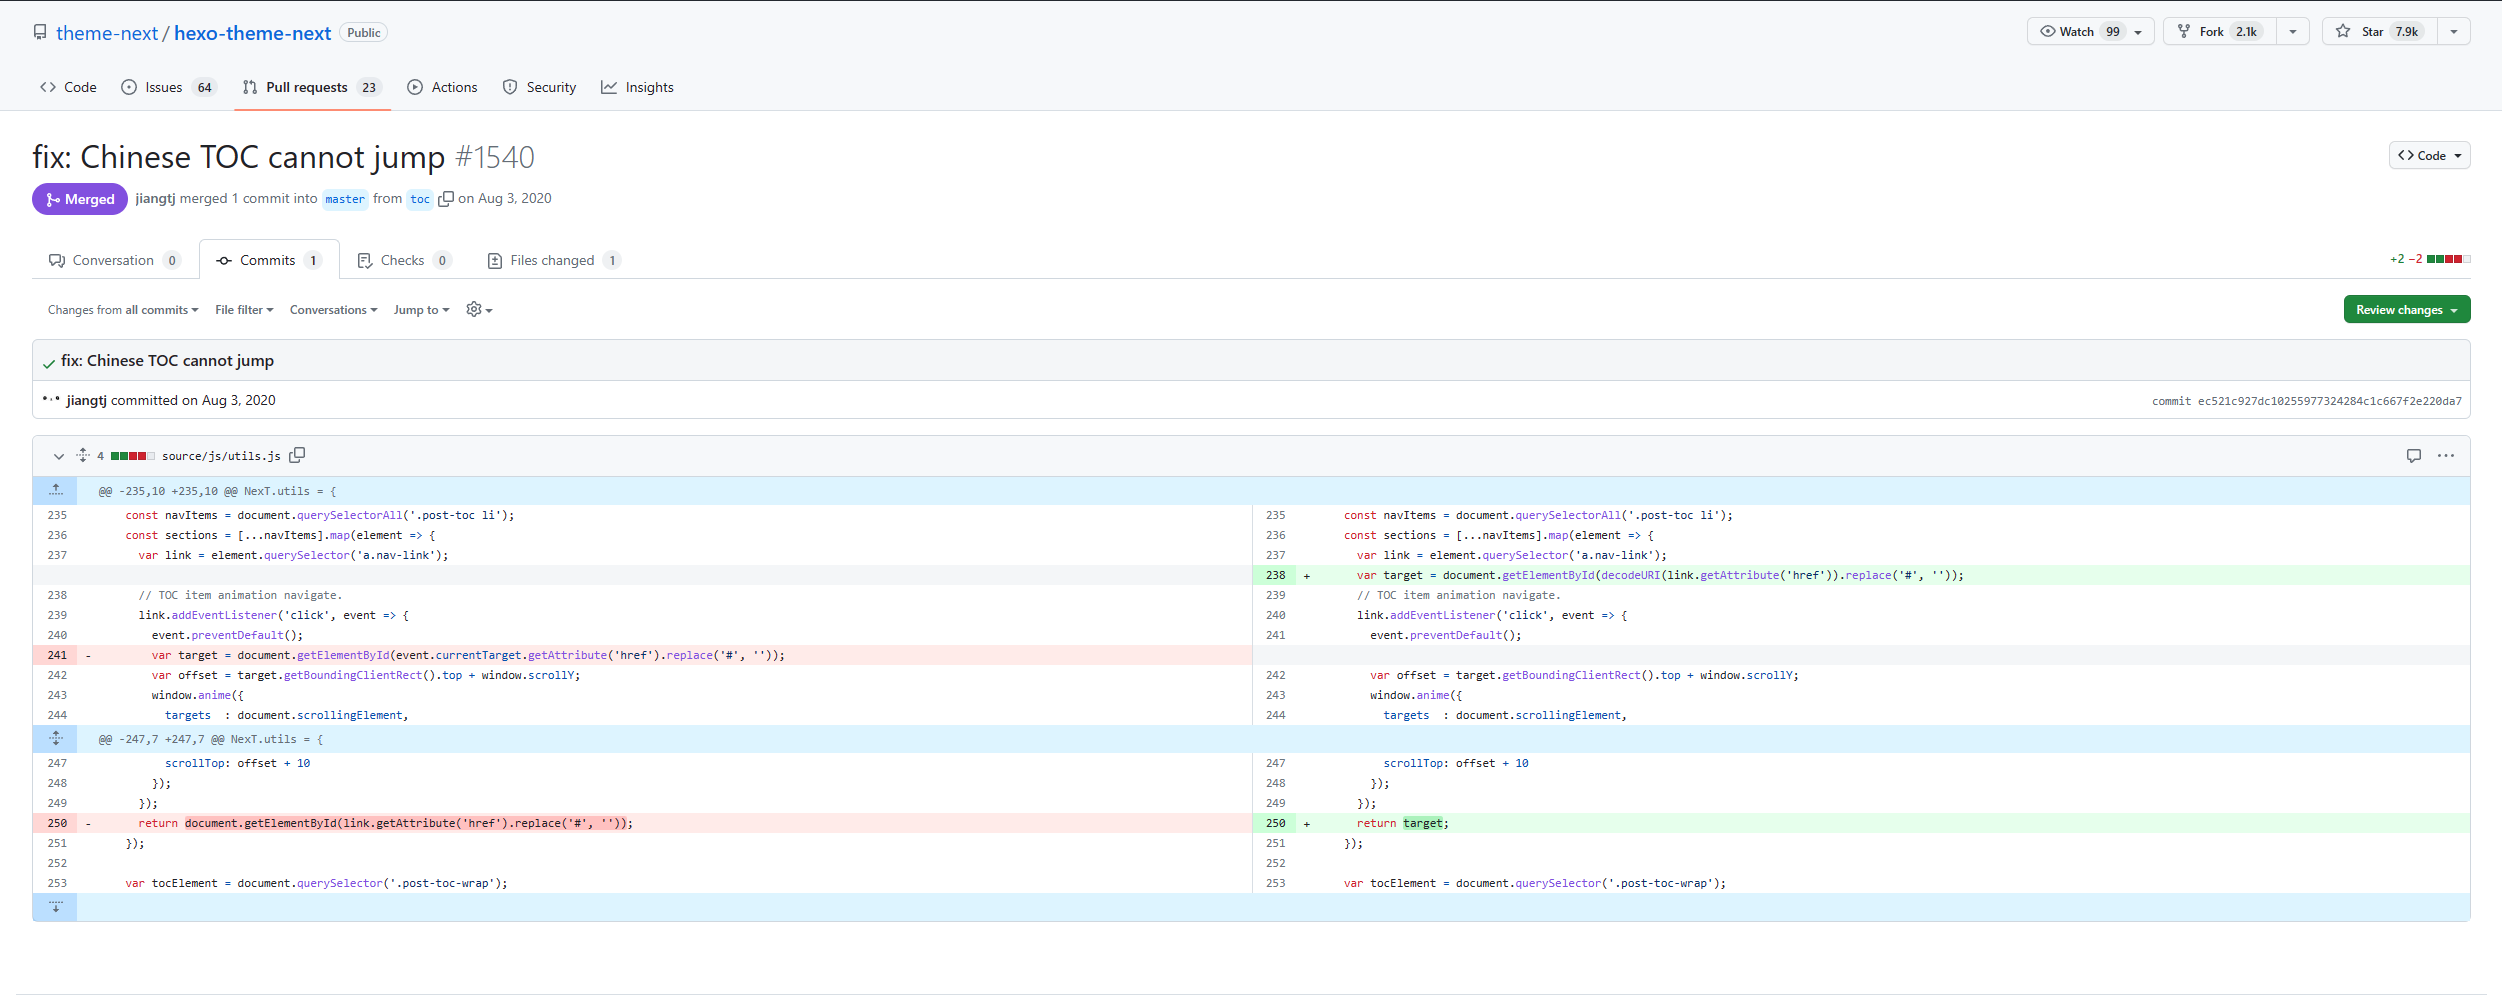 theme-next / hexo-theme-next Public
Watch 99 Fork 2.1k Star 7.9k
Code Issues 64 Pull requests 23 Actions Security Insights
fix: Chinese TOC cannot jump #1540
Code
Merged jiangtj merged 1 commit into master from toc on Aug 3, 2020
Conversation 0 Commits 1 Checks 0 Files changed 1
+2 −2
Changes from all commits File filter Conversations Jump to
Review changes
fix: Chinese TOC cannot jump
jiangtj committed on Aug 3, 2020
commit ec521c927dc10255977324284c1c667f2e220da7
4 source/js/utils.js
@@ -235,10 +235,10 @@ NexT.utils = {
235 const navItems = document.querySelectorAll('.post-toc li');
236 const sections = [...navItems].map(element => {
237 var link = element.querySelector('a.nav-link');
238 // TOC item animation navigate.
239 link.addEventListener('click', event => {
240 event.preventDefault();
241 - var target = document.getElementById(event.currentTarget.getAttribute('href').replace('#', ''));
242 var offset = target.getBoundingClientRect().top + window.scrollY;
243 window.anime({
244 targets : document.scrollingElement,
235 const navItems = document.querySelectorAll('.post-toc li');
236 const sections = [...navItems].map(element => {
237 var link = element.querySelector('a.nav-link');
238 + var target = document.getElementById(decodeURI(link.getAttribute('href')).replace('#', ''));
239 // TOC item animation navigate.
240 link.addEventListener('click', event => {
241 event.preventDefault();
242 var offset = target.getBoundingClientRect().top + window.scrollY;
243 window.anime({
244 targets : document.scrollingElement,
@@ -247,7 +247,7 @@ NexT.utils = {
247 scrollTop: offset + 10
248 });
249 });
250 - return document.getElementById(link.getAttribute('href').replace('#', ''));
251 });
252
253 var tocElement = document.querySelector('.post-toc-wrap');
247 scrollTop: offset + 10
248 });
249 });
250 + return target;
251 });
252
253 var tocElement = document.querySelector('.post-toc-wrap');